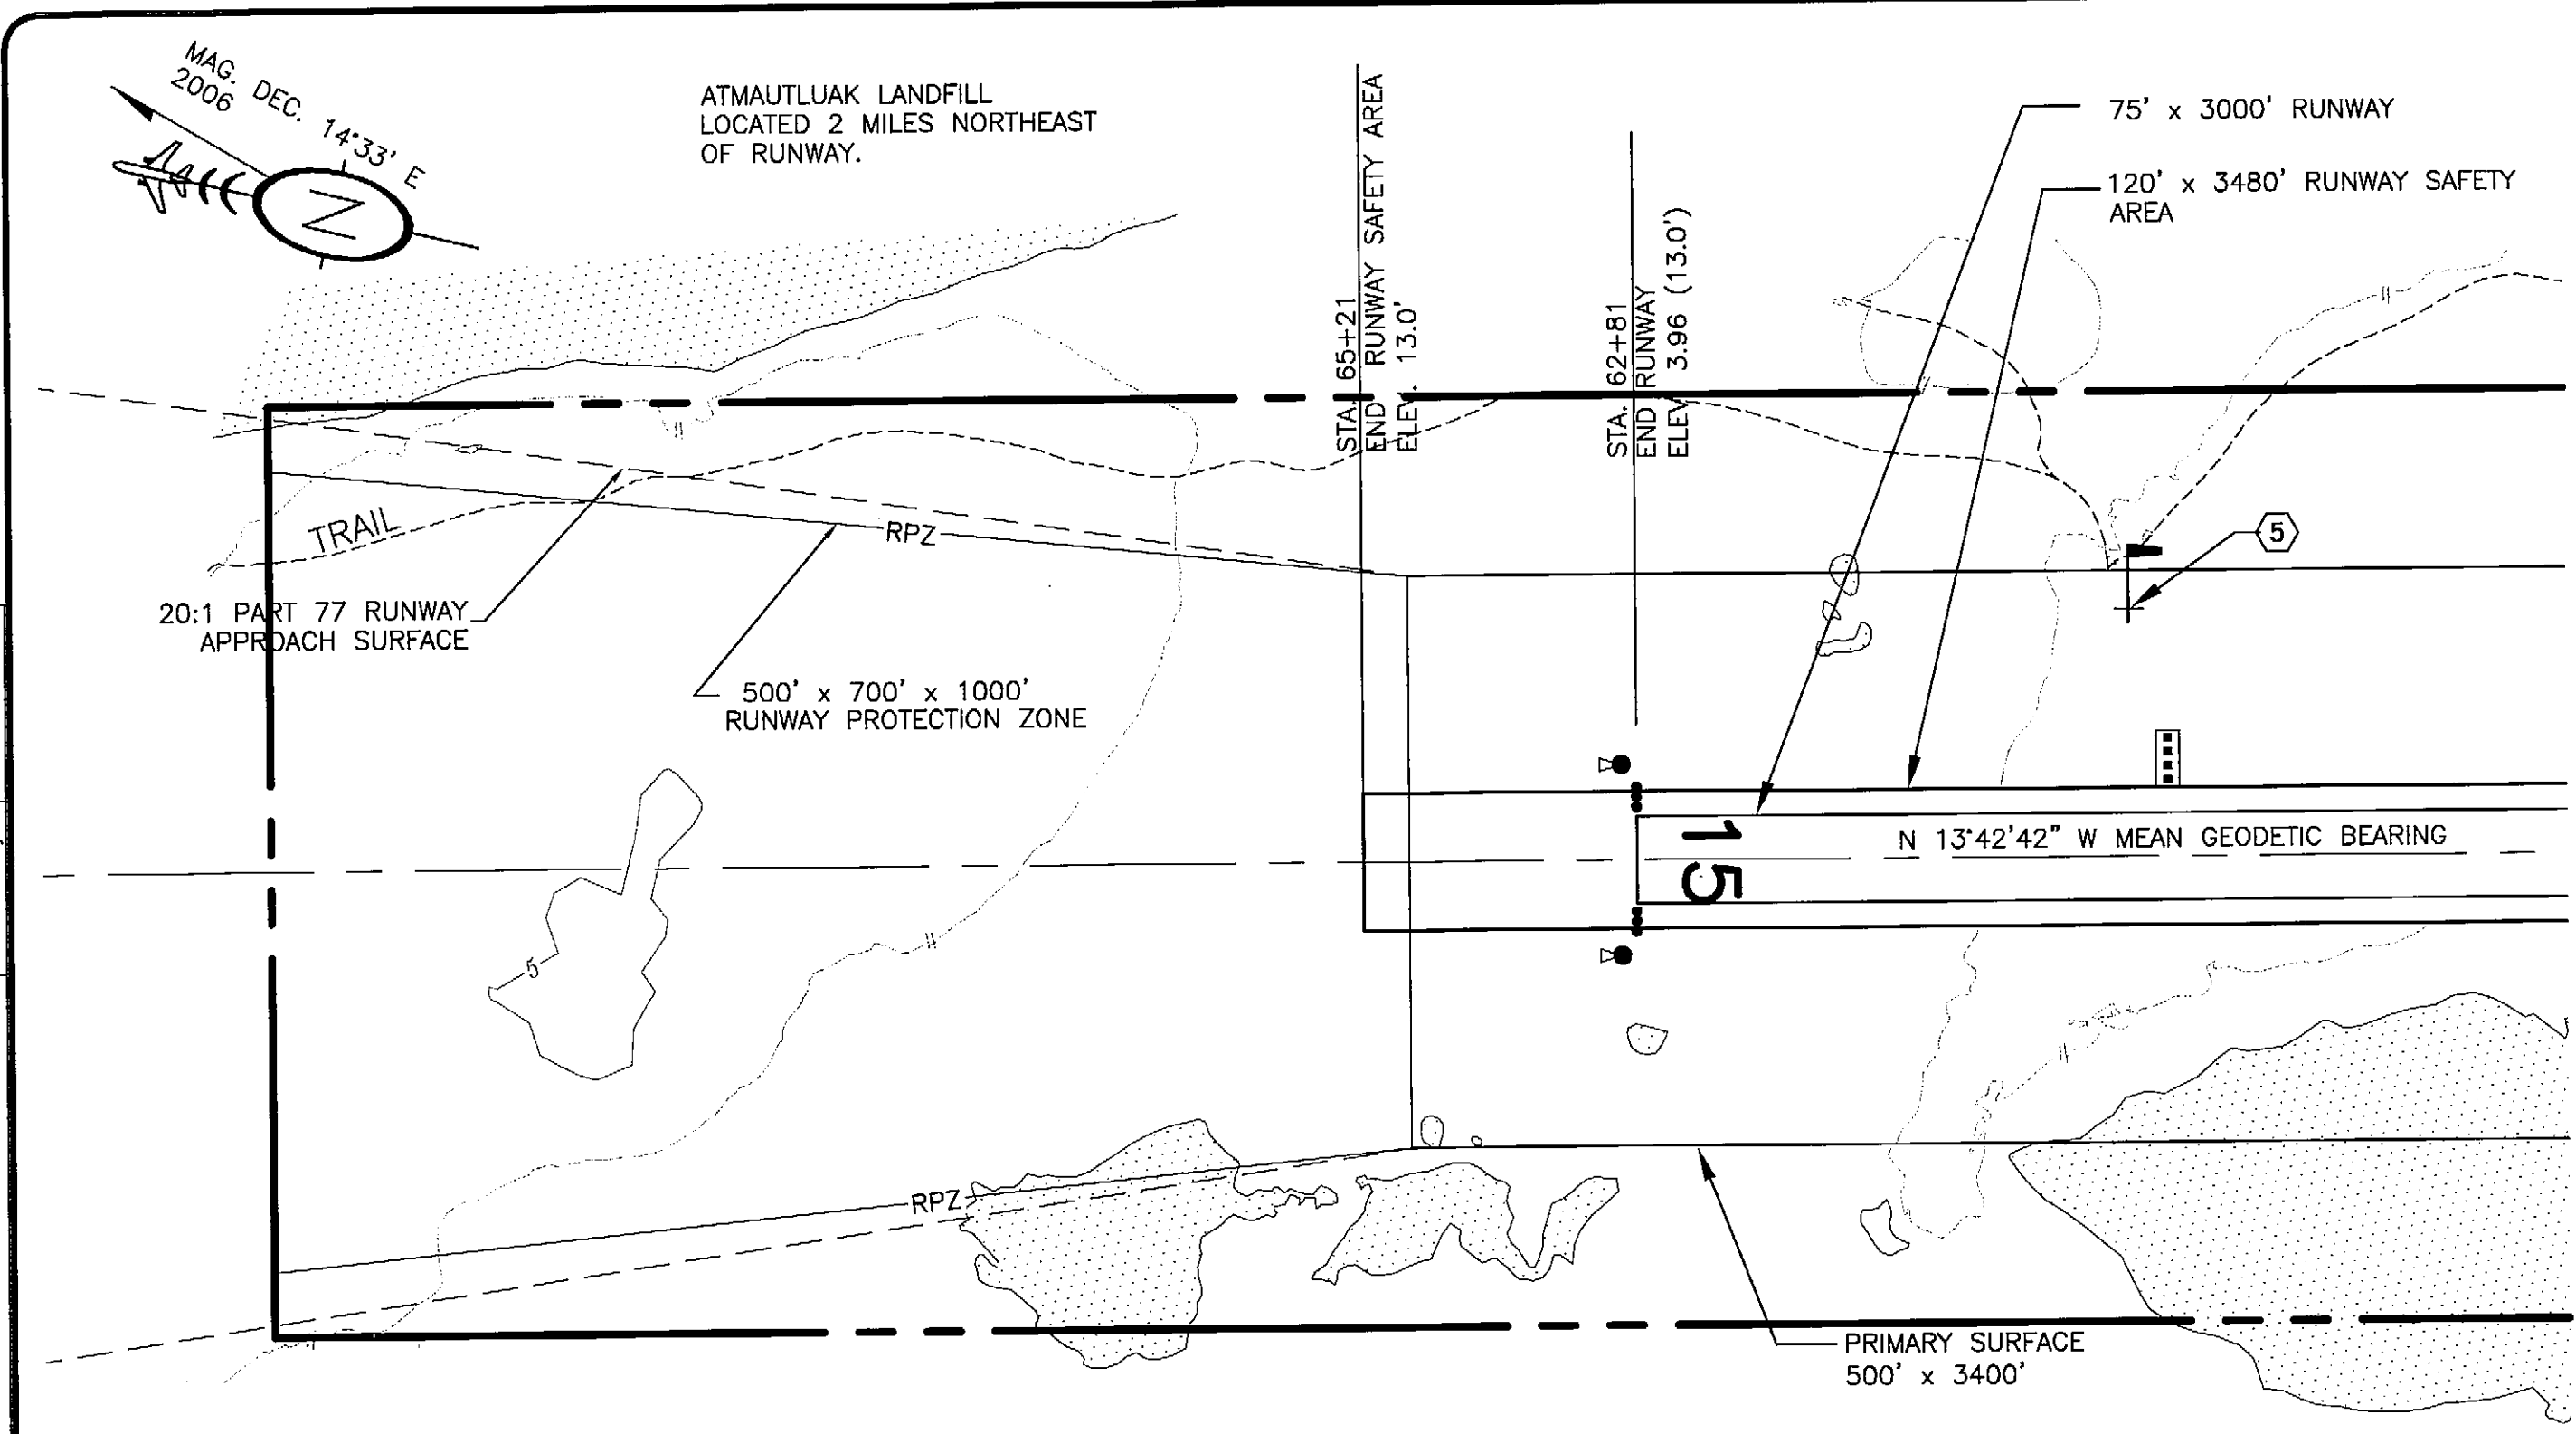 MAG. DEC. 14°33' E
2006
N
ATMAUTLUAK LANDFILL
LOCATED 2 MILES NORTHEAST
OF RUNWAY.
STA. 65+21
END RUNWAY SAFETY AREA
ELEV. 13.0'
STA. 62+81
END RUNWAY
ELEV. 3.96 (13.0')
75' x 3000' RUNWAY
120' x 3480' RUNWAY SAFETY
AREA
5
TRAIL
RPZ
20:1 PART 77 RUNWAY
APPROACH SURFACE
500' x 700' x 1000'
RUNWAY PROTECTION ZONE
15
N 13°42'42" W MEAN GEODETIC BEARING
5
RPZ
PRIMARY SURFACE
500' x 3400'